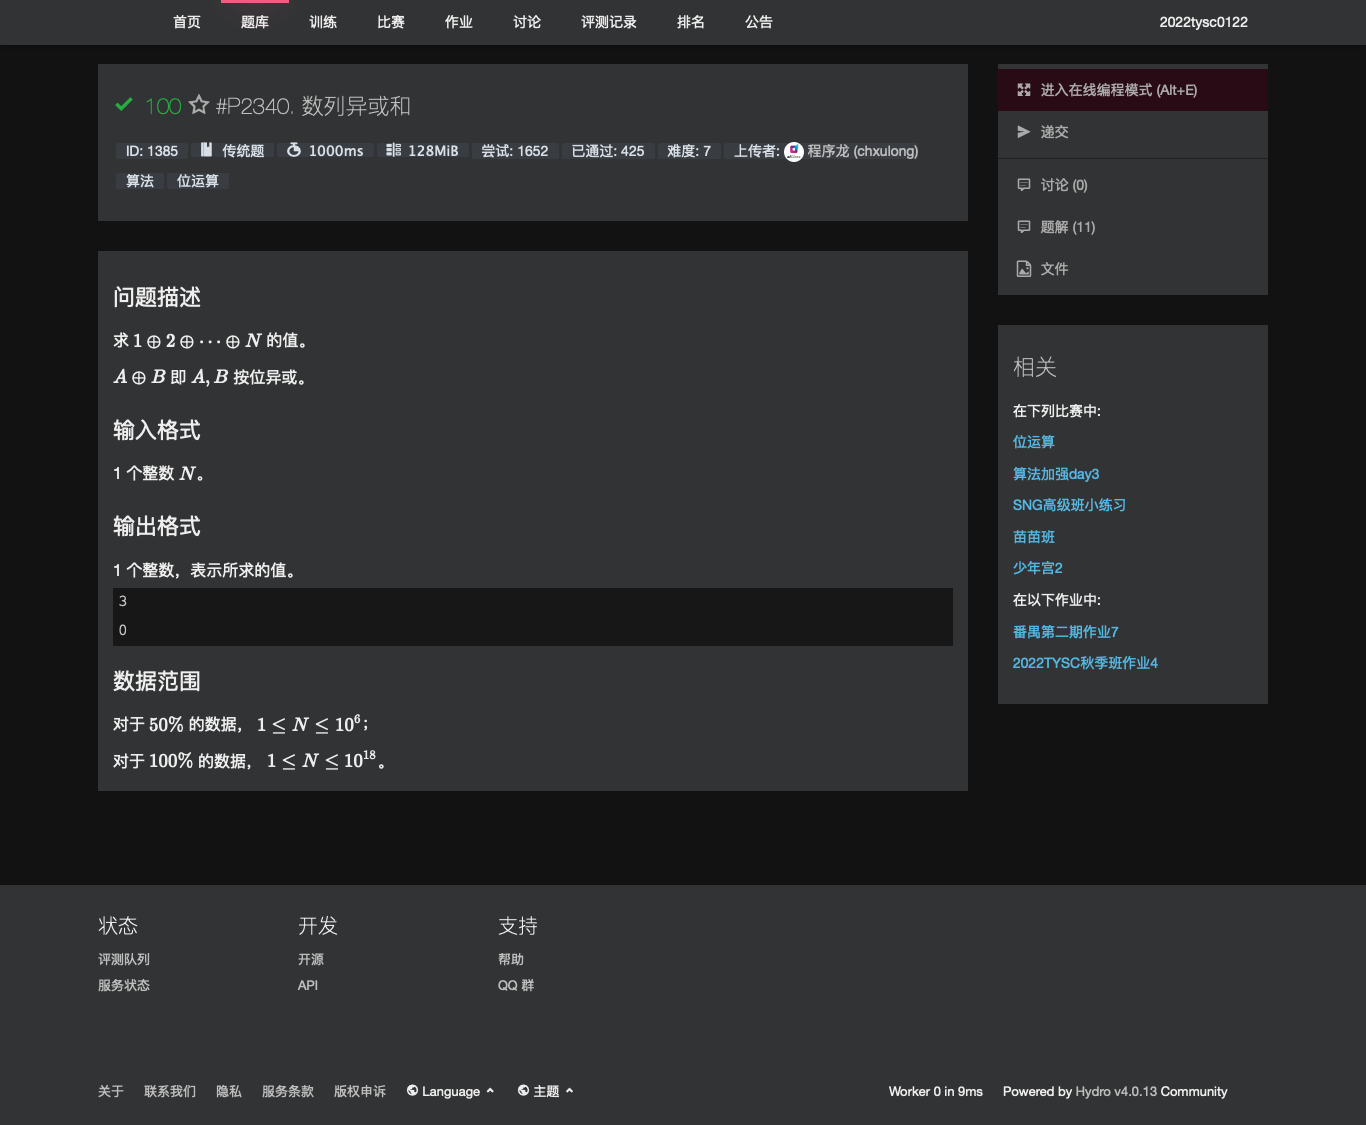 首页 题库 训练 比赛 作业 讨论 评测记录 排名 公告 2022tysc0122
100 #P2340. 数列异或和
ID: 1385 传统题 1000ms 128MiB 尝试: 1652 已通过: 425 难度: 7 上传者: 程序龙 (chxulong)
算法 位运算
问题描述
求 1 ⊕ 2 ⊕ ⋯ ⊕ N 的值。
A ⊕ B 即 A, B 按位异或。
输入格式
1 个整数 N。
输出格式
1 个整数，表示所求的值。
3
0
数据范围
对于 50% 的数据， 1 ≤ N ≤ 10^6；
对于 100% 的数据， 1 ≤ N ≤ 10^18。
进入在线编程模式 (Alt+E)
递交
讨论 (0)
题解 (11)
文件
相关
在下列比赛中:
位运算
算法加强day3
SNG高级班小练习
苗苗班
少年宫2
在以下作业中:
番禺第二期作业7
2022TYSC秋季班作业4
状态 开发 支持
评测队列 开源 帮助
服务状态 API QQ 群
关于 联系我们 隐私 服务条款 版权申诉 Language 主题 Worker 0 in 9ms Powered by Hydro v4.0.13 Community